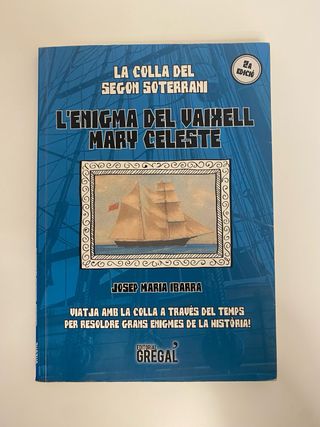 LA COLLA DEL
SEGON SOTERRANI
2A
EDICIÓ
L'ENIGMA DEL VAIXELL
MARY CELESTE
JOSEP MARIA IBARRA
VIATJA AMB LA COLLA A TRAVÉS DEL TEMPS
PER RESOLDRE GRANS ENIGMES DE LA HISTÒRIA!
EDITORIAL
GREGAL